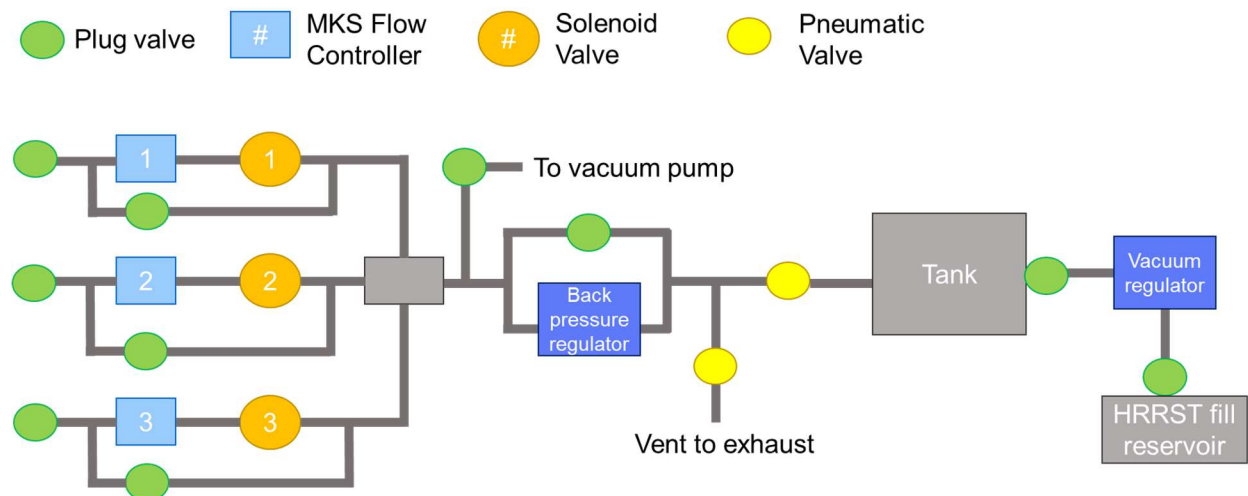 Plug valve
#
MKS Flow
Controller
#
Solenoid
Valve
Pneumatic
Valve
1
1
To vacuum pump
2
2
Back
pressure
regulator
Tank
Vacuum
regulator
3
3
Vent to exhaust
HRRST fill
reservoir